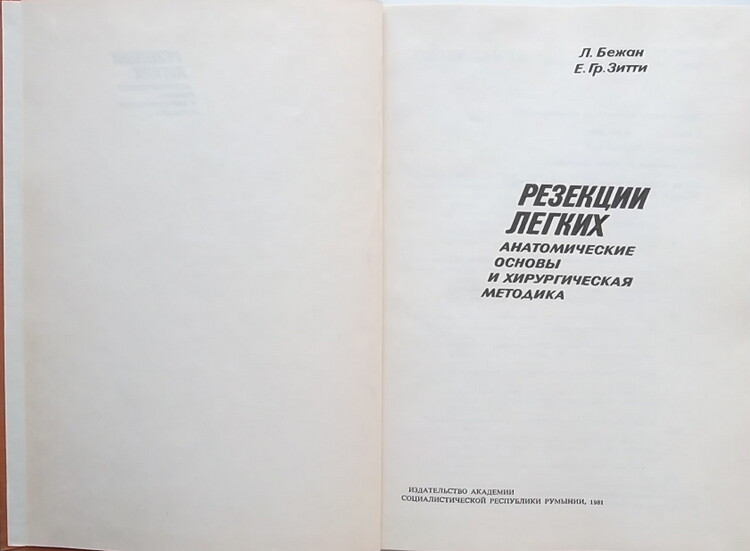 Л. Бежан
Е. Гр. Зитти
РЕЗЕКЦИИ
ЛЕГКИХ
АНАТОМИЧЕСКИЕ
ОСНОВЫ
И ХИРУРГИЧЕСКАЯ
МЕТОДИКА
ИЗДАТЕЛЬСТВО АКАДЕМИИ
СОЦИАЛИСТИЧЕСКОЙ РЕСПУБЛИКИ РУМЫНИИ, 1981